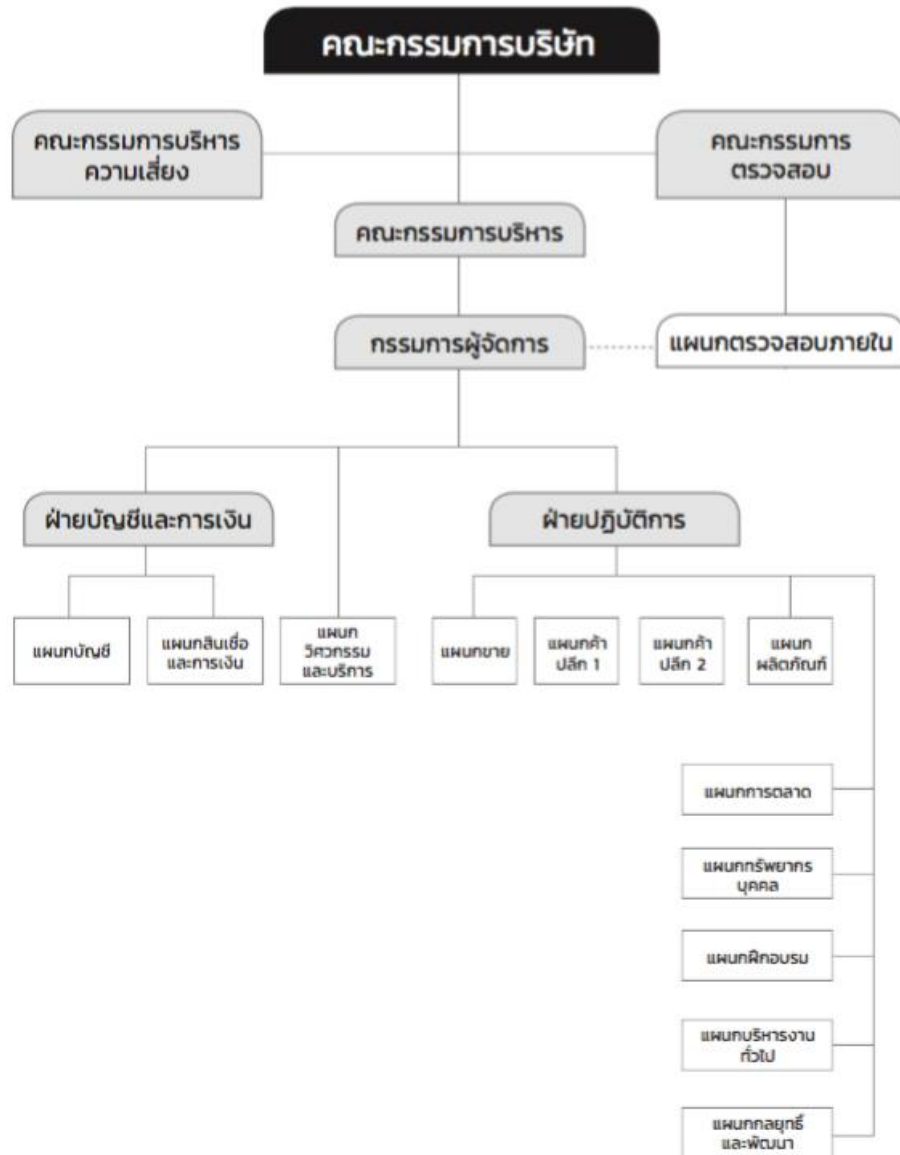 คณะกรรมการบริษัท
คณะกรรมการบริหาร
ความเสี่ยง
คณะกรรมการ
ตรวจสอบ
คณะกรรมการบริหาร
กรรมการผู้จัดการ
แผนกตรวจสอบภายใน
ฝ่ายบัญชีและการเงิน
ฝ่ายปฏิบัติการ
แผนกบัญชี
แผนกสินเชื่อ
และการเงิน
แผนก
วิศวกรรม
และบริการ
แผนกขาย
แผนกค้า
ปลีก 1
แผนกค้า
ปลีก 2
แผนก
ผลิตภัณฑ์
แผนกการตลาด
แผนกทรัพยากร
บุคคล
แผนกฝึกอบรม
แผนกบริหารงาน
ทั่วไป
แผนกกลยุทธ์
และพัฒนา